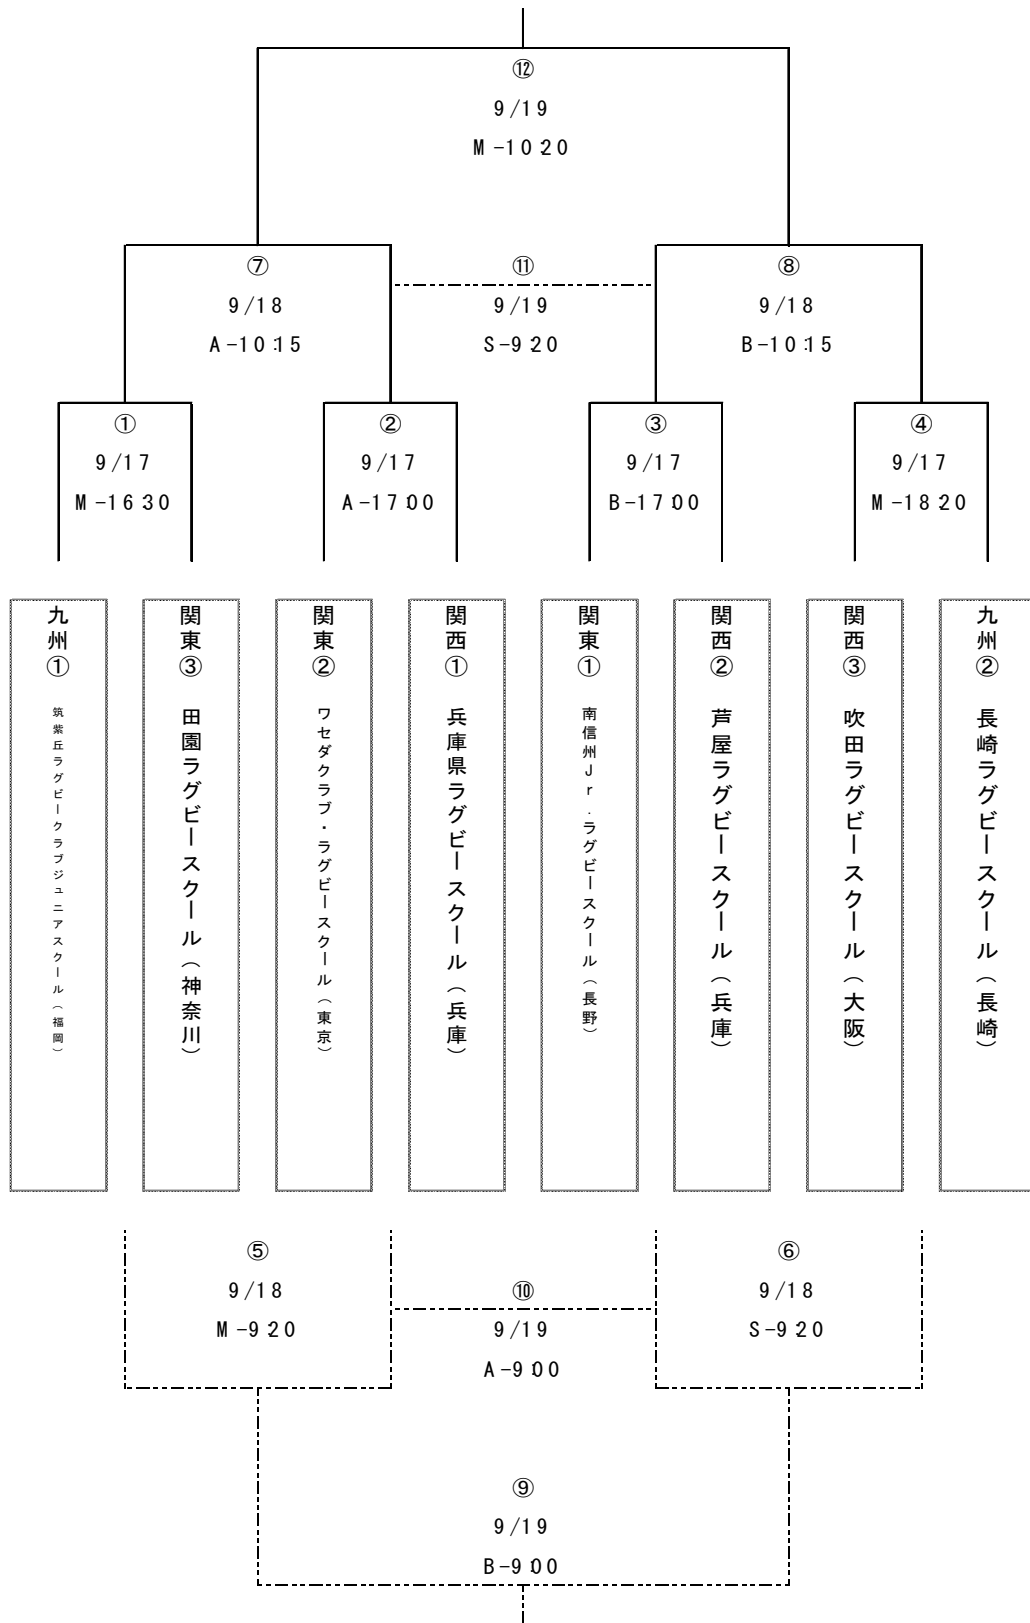 ⑫
9/19
M-10:20
⑦
9/18
A-10:15
⑪
9/19
S-9:20
⑧
9/18
B-10:15
①
9/17
M-16:30
②
9/17
A-17:00
③
9/17
B-17:00
④
9/17
M-18:20
九州① 筑紫丘ラグビークラブジュニアスクール(福岡)
関東③ 田園ラグビースクール(神奈川)
関東② ワセダクラブ・ラグビースクール(東京)
関西① 兵庫県ラグビースクール(兵庫)
関東① 南信州Jr.ラグビースクール(長野)
関西② 芦屋ラグビースクール(兵庫)
関西③ 吹田ラグビースクール(大阪)
九州② 長崎ラグビースクール(長崎)
⑤
9/18
M-9:20
⑩
9/19
A-9:00
⑥
9/18
S-9:20
⑨
9/19
B-9:00